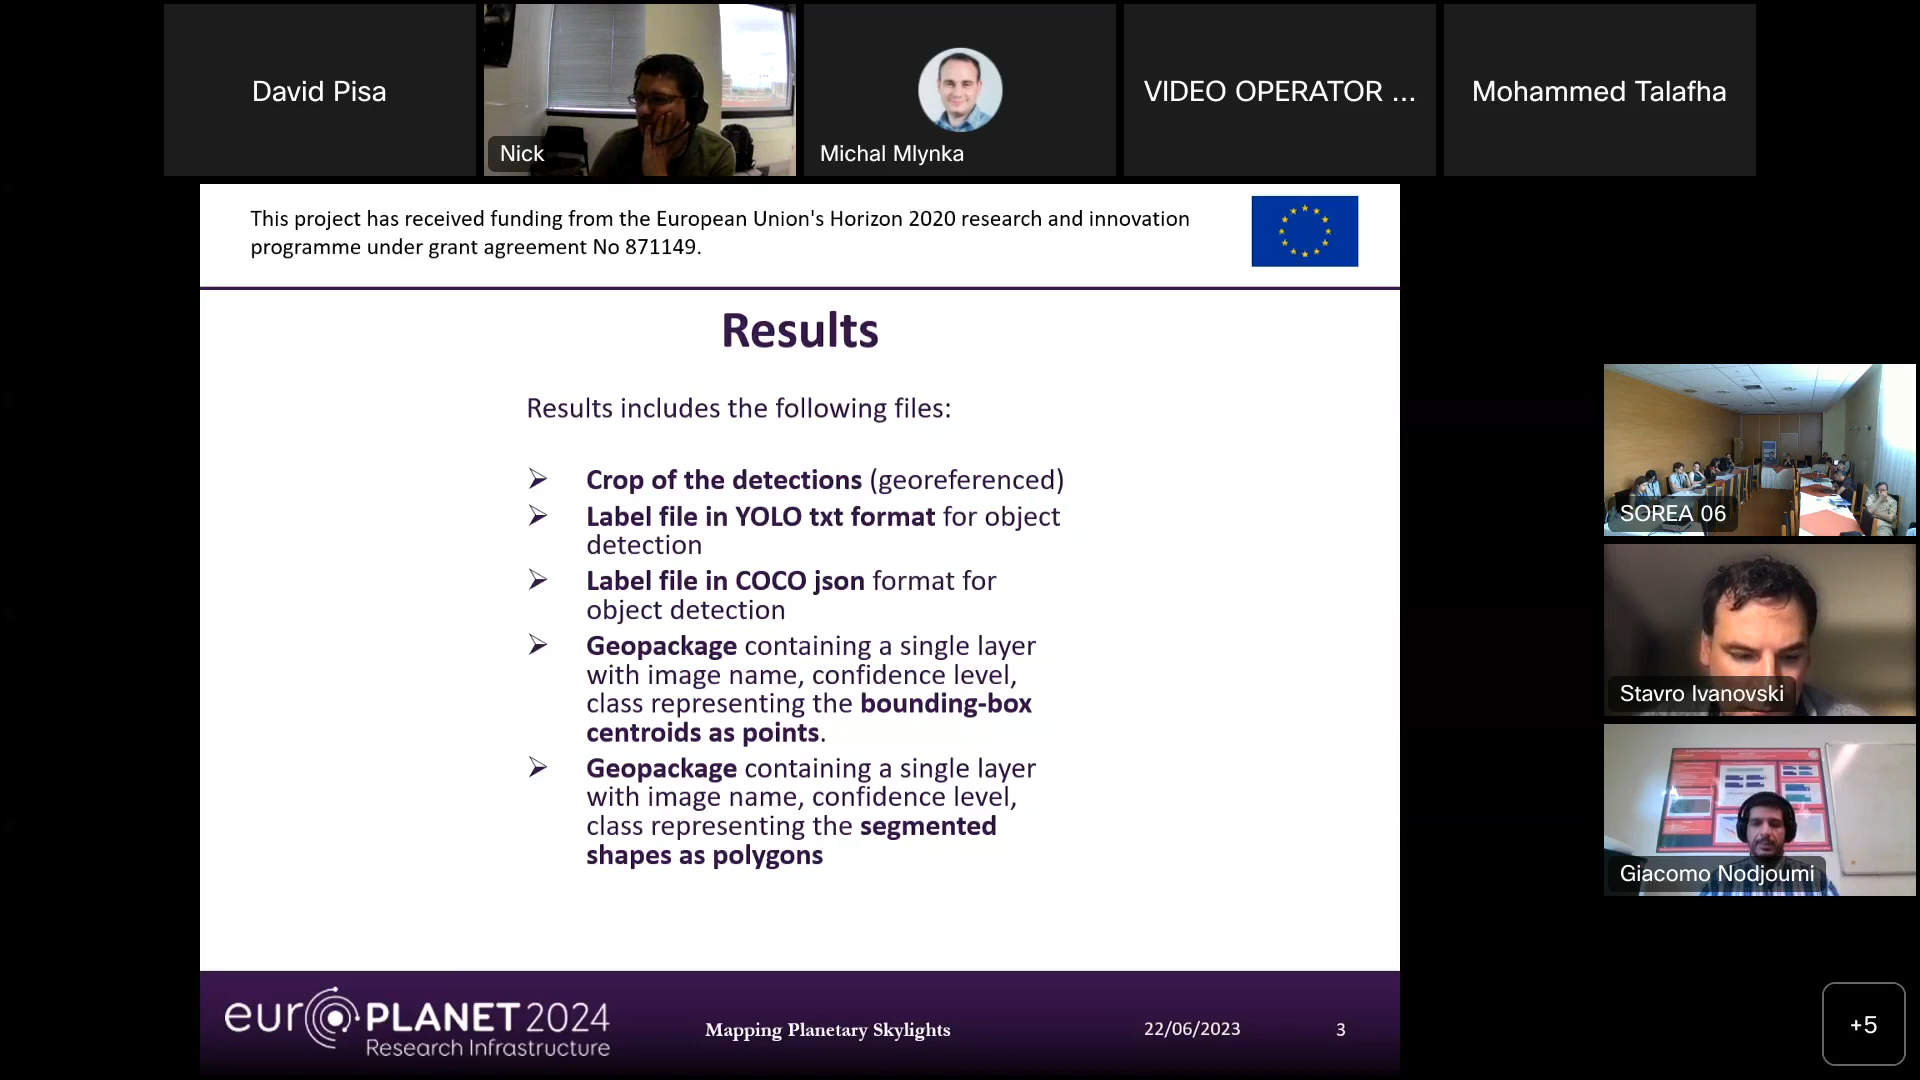 David Pisa
Nick
Michal Mlynka
VIDEO OPERATOR ...
Mohammed Talafha
This project has received funding from the European Union's Horizon 2020 research and innovation
programme under grant agreement No 871149.
Results
Results includes the following files:
➢ Crop of the detections (georeferenced)
➢ Label file in YOLO txt format for object
detection
➢ Label file in COCO json format for
object detection
➢ Geopackage containing a single layer
with image name, confidence level,
class representing the bounding-box
centroids as points.
➢ Geopackage containing a single layer
with image name, confidence level,
class representing the segmented
shapes as polygons
SOREA 06
Stavro Ivanovski
Giacomo Nodjoumi
euroPLANET 2024
Research Infrastructure
Mapping Planetary Skylights
22/06/2023
3
+5